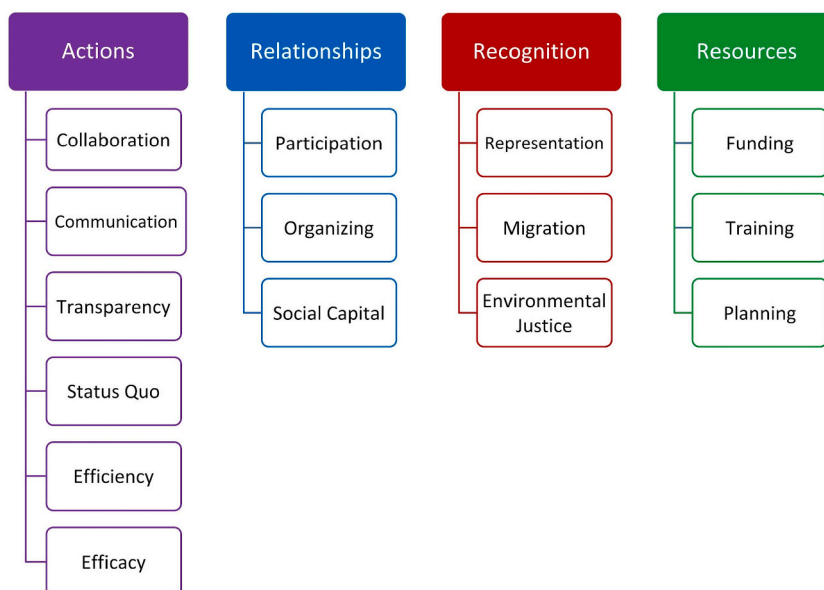 Actions
Collaboration
Communication
Transparency
Status Quo
Efficiency
Efficacy
Relationships
Participation
Organizing
Social Capital
Recognition
Representation
Migration
Environmental
Justice
Resources
Funding
Training
Planning